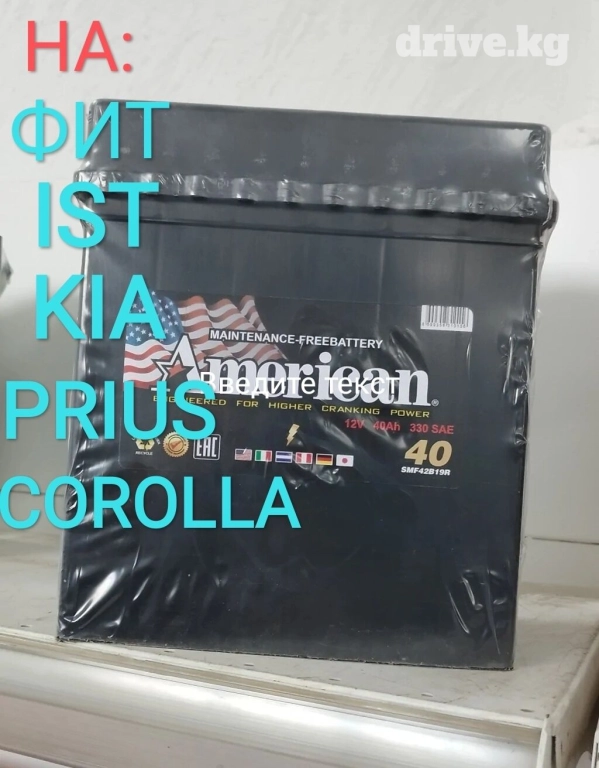 НА:
drive.kg
ФИТ
IST
KIA
PRIUS
COROLLA
MAINTENANCE-FREEBATTERY
American®
Введите текст
ENGINEERED FOR HIGHER CRANKING POWER
12V 40Ah 330 SAE
RECYCLE
EAC
40
SMF42B19R